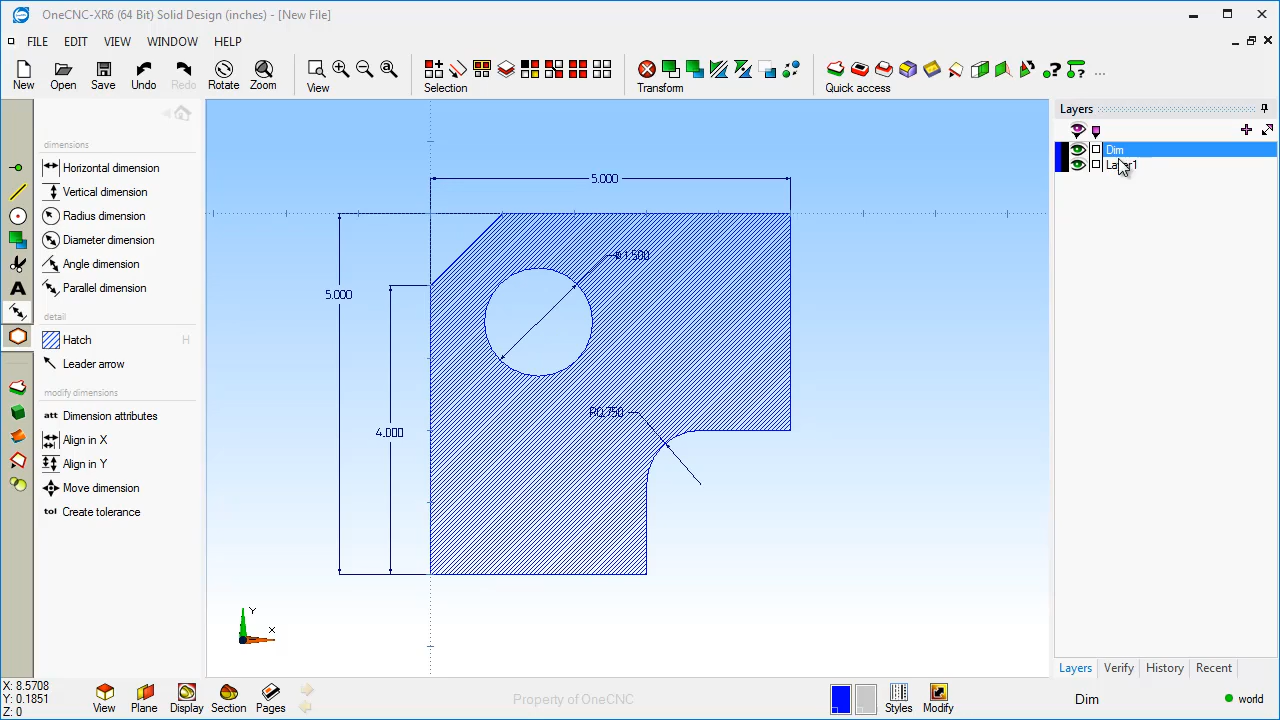 OneCNC-XR6 (64 Bit) Solid Design (inches) - [New File]
FILE EDIT VIEW WINDOW HELP
New Open Save Undo Redo Rotate Zoom View Selection Transform Quick access ...
dimensions
Horizontal dimension
Vertical dimension
Radius dimension
Diameter dimension
Angle dimension
Parallel dimension
detail
Hatch H
Leader arrow
modify dimensions
att Dimension attributes
Align in X
Align in Y
Move dimension
tol Create tolerance
A
5.000
ø1.500
5.000
R0.750
4.000
Y
X
Layers
Dim
Layer1
Layers Verify History Recent
X: 8.5708
Y: 0.1851
Z: 0
View Plane Display Section Pages
Property of OneCNC
Styles Modify
Dim
world